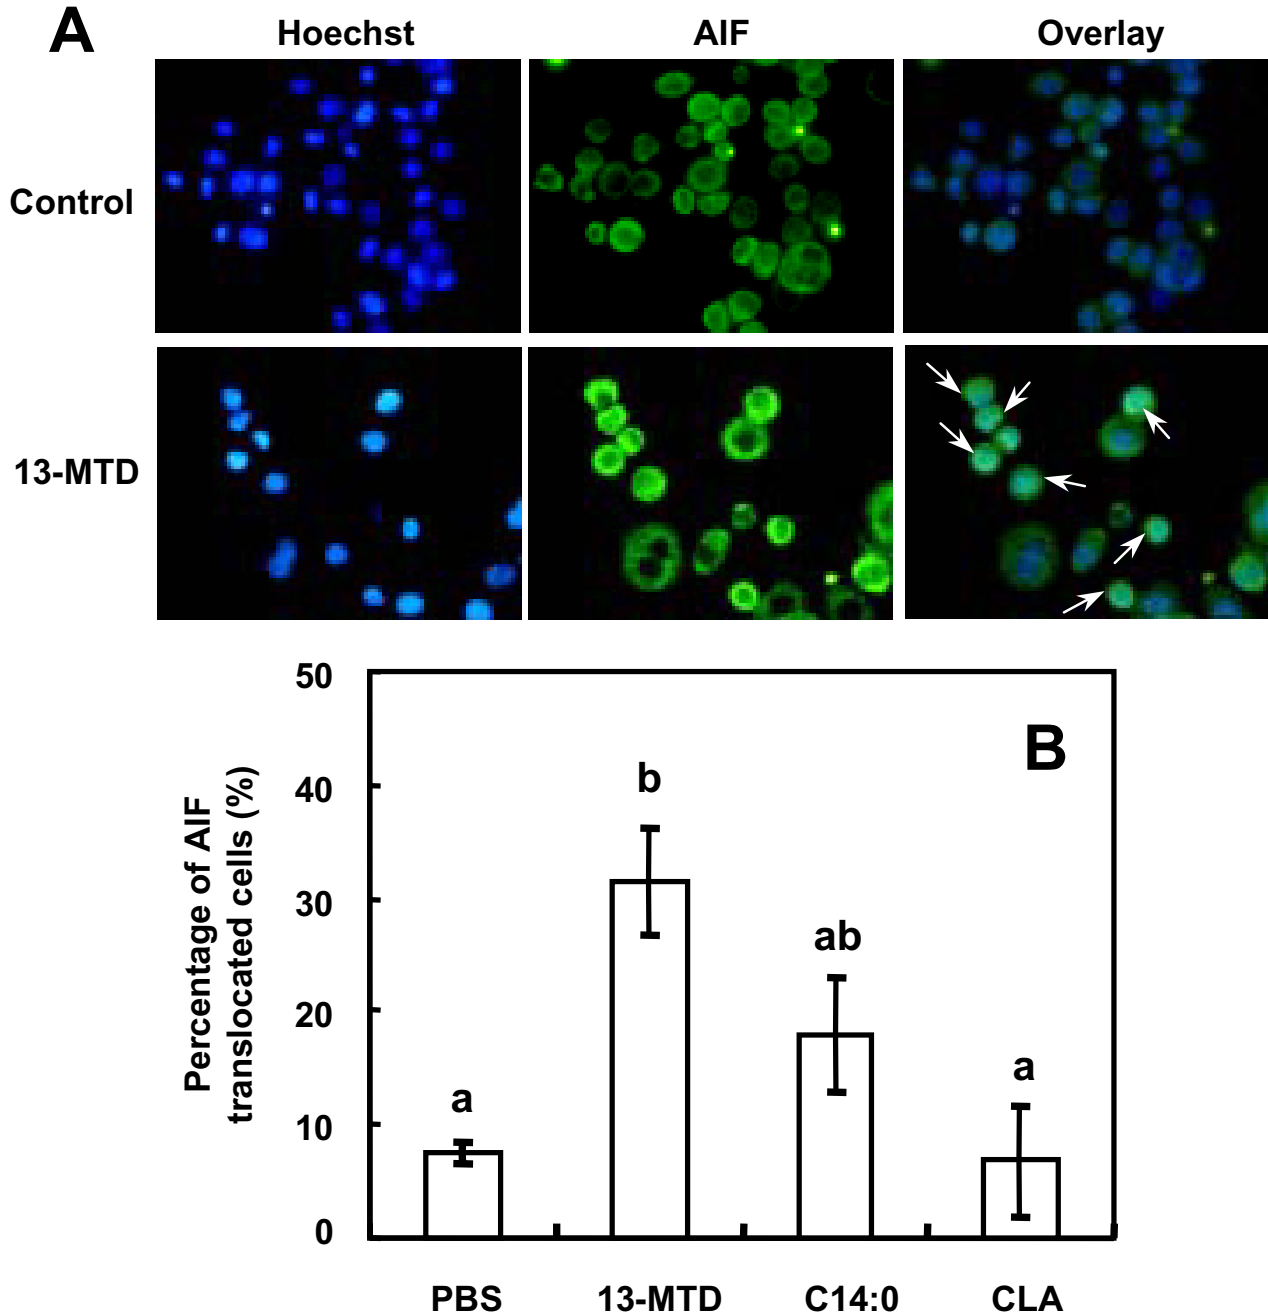 A
Hoechst AIF Overlay
Control
13-MTD
B
Percentage of AIF
translocated cells (%)
50
40
30
20
10
0
a
b
ab
a
PBS 13-MTD C14:0 CLA